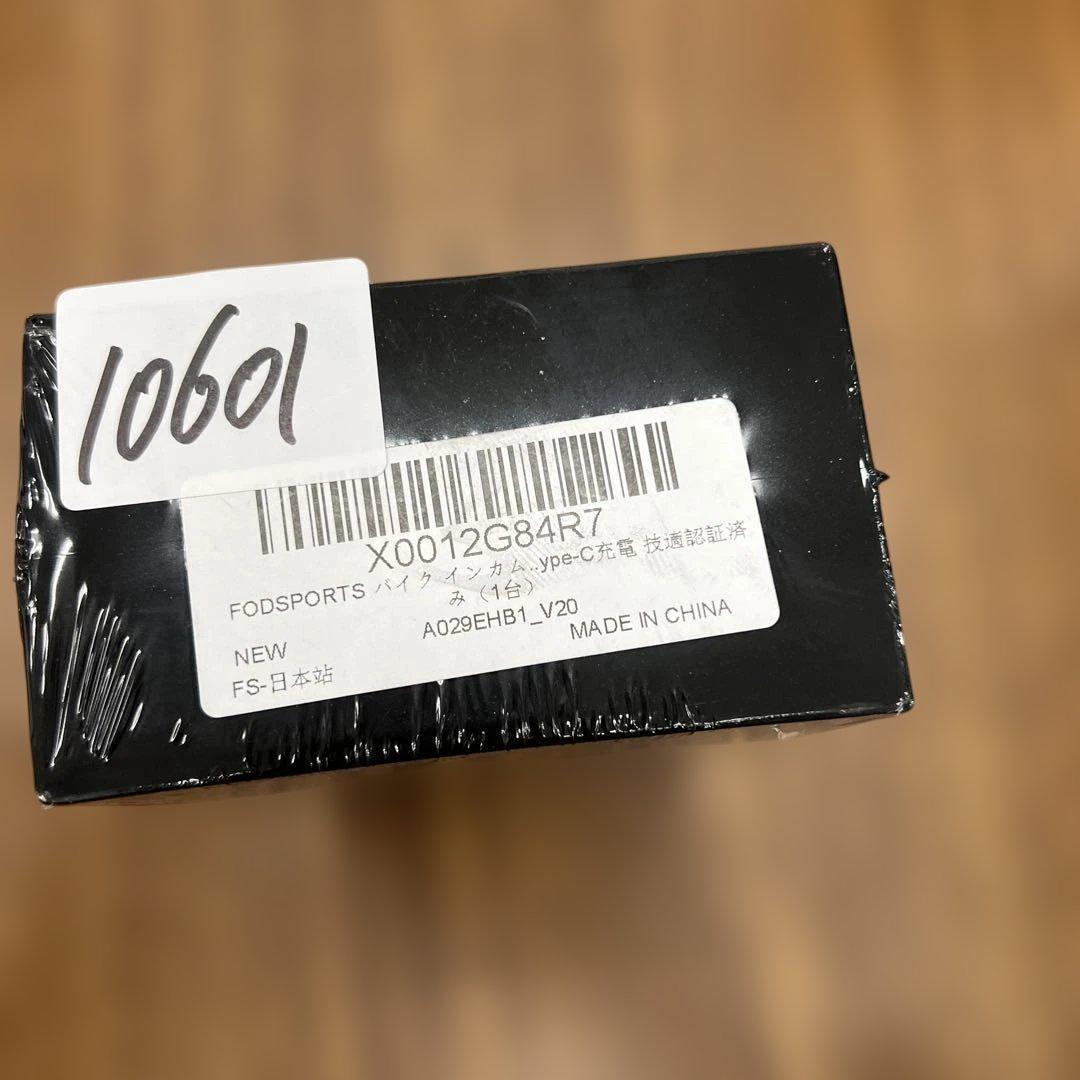 10601
X0012G84R7
FODSPORTS バイク インカム..ype-C充電 技適認証済
み（1台）
A029EHB1_V20
NEW
MADE IN CHINA
FS-日本站